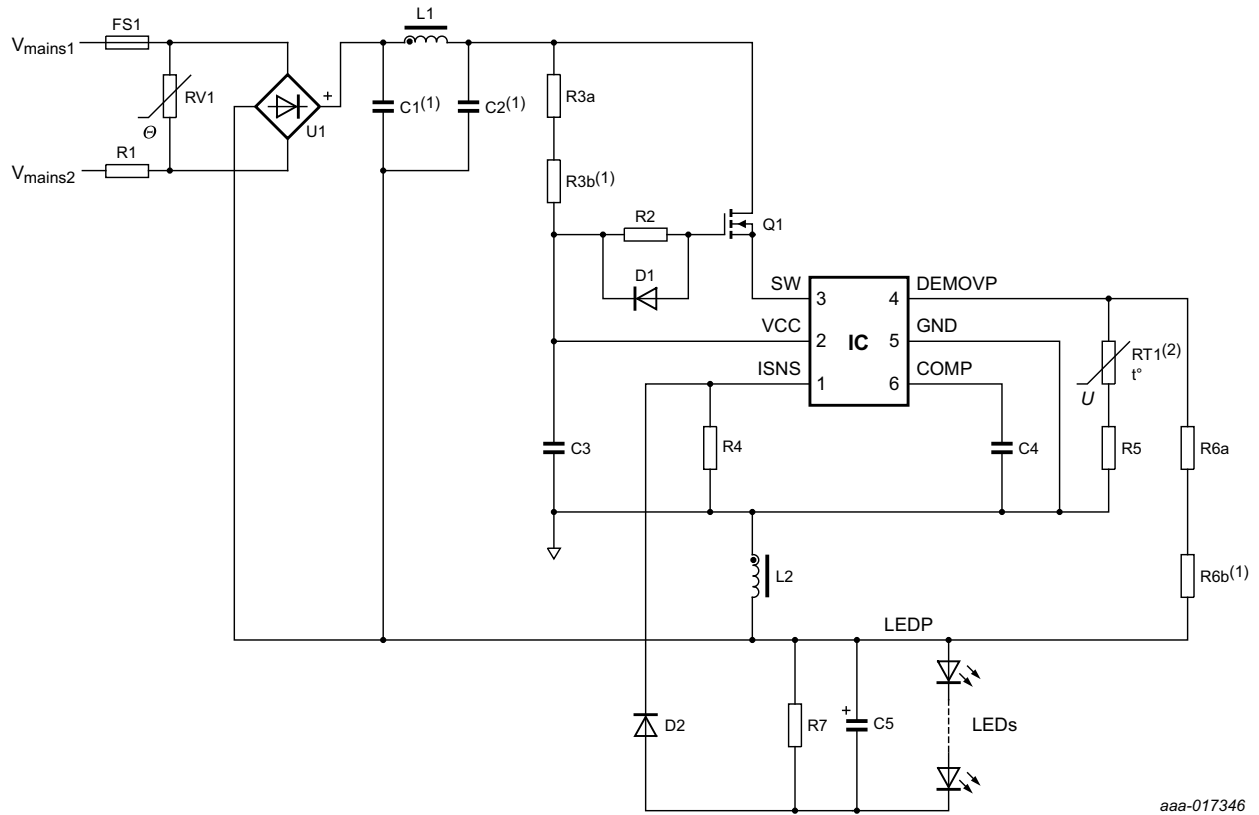 L1
FS1
Vmains1
RV1
Θ
+
U1
C1(1)
C2(1)
R3a
R1
Vmains2
R3b(1)
R2
Q1
D1
SW
DEMOVP
3
4
VCC
GND
2
IC
5
ISNS
COMP
1
6
RT1(2)
t°
U
C3
R4
C4
R5
R6a
L2
R6b(1)
LEDP
D2
R7
+
C5
LEDs
aaa-017346